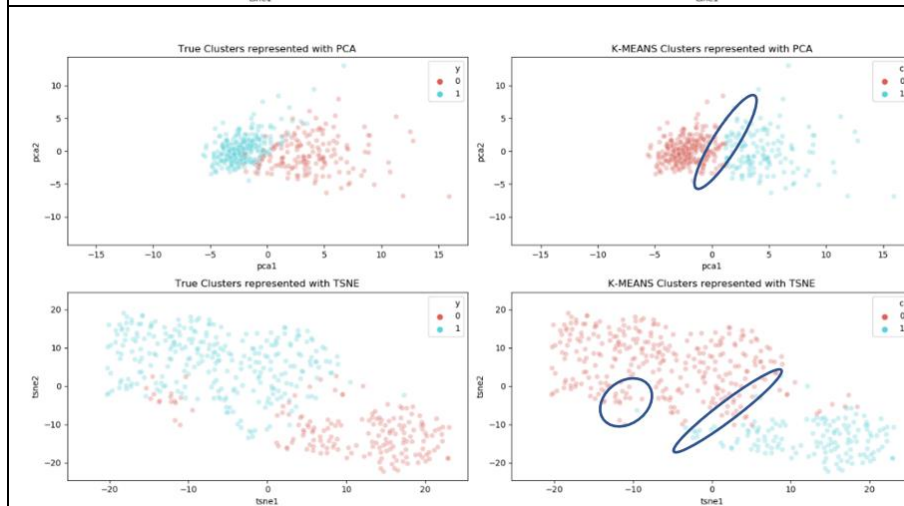 tsne1 tsne1
True Clusters represented with PCA
y
0
1
pca2
10
5
0
−5
−10
−15 −10 −5 0 5 10 15
pca1
K-MEANS Clusters represented with PCA
c
0
1
pca2
10
5
0
−5
−10
−15 −10 −5 0 5 10 15
pca1
True Clusters represented with TSNE
y
0
1
tsne2
20
10
0
−10
−20
−20 −10 0 10 20
tsne1
K-MEANS Clusters represented with TSNE
c
0
1
tsne2
20
10
0
−10
−20
−20 −10 0 10 20
tsne1